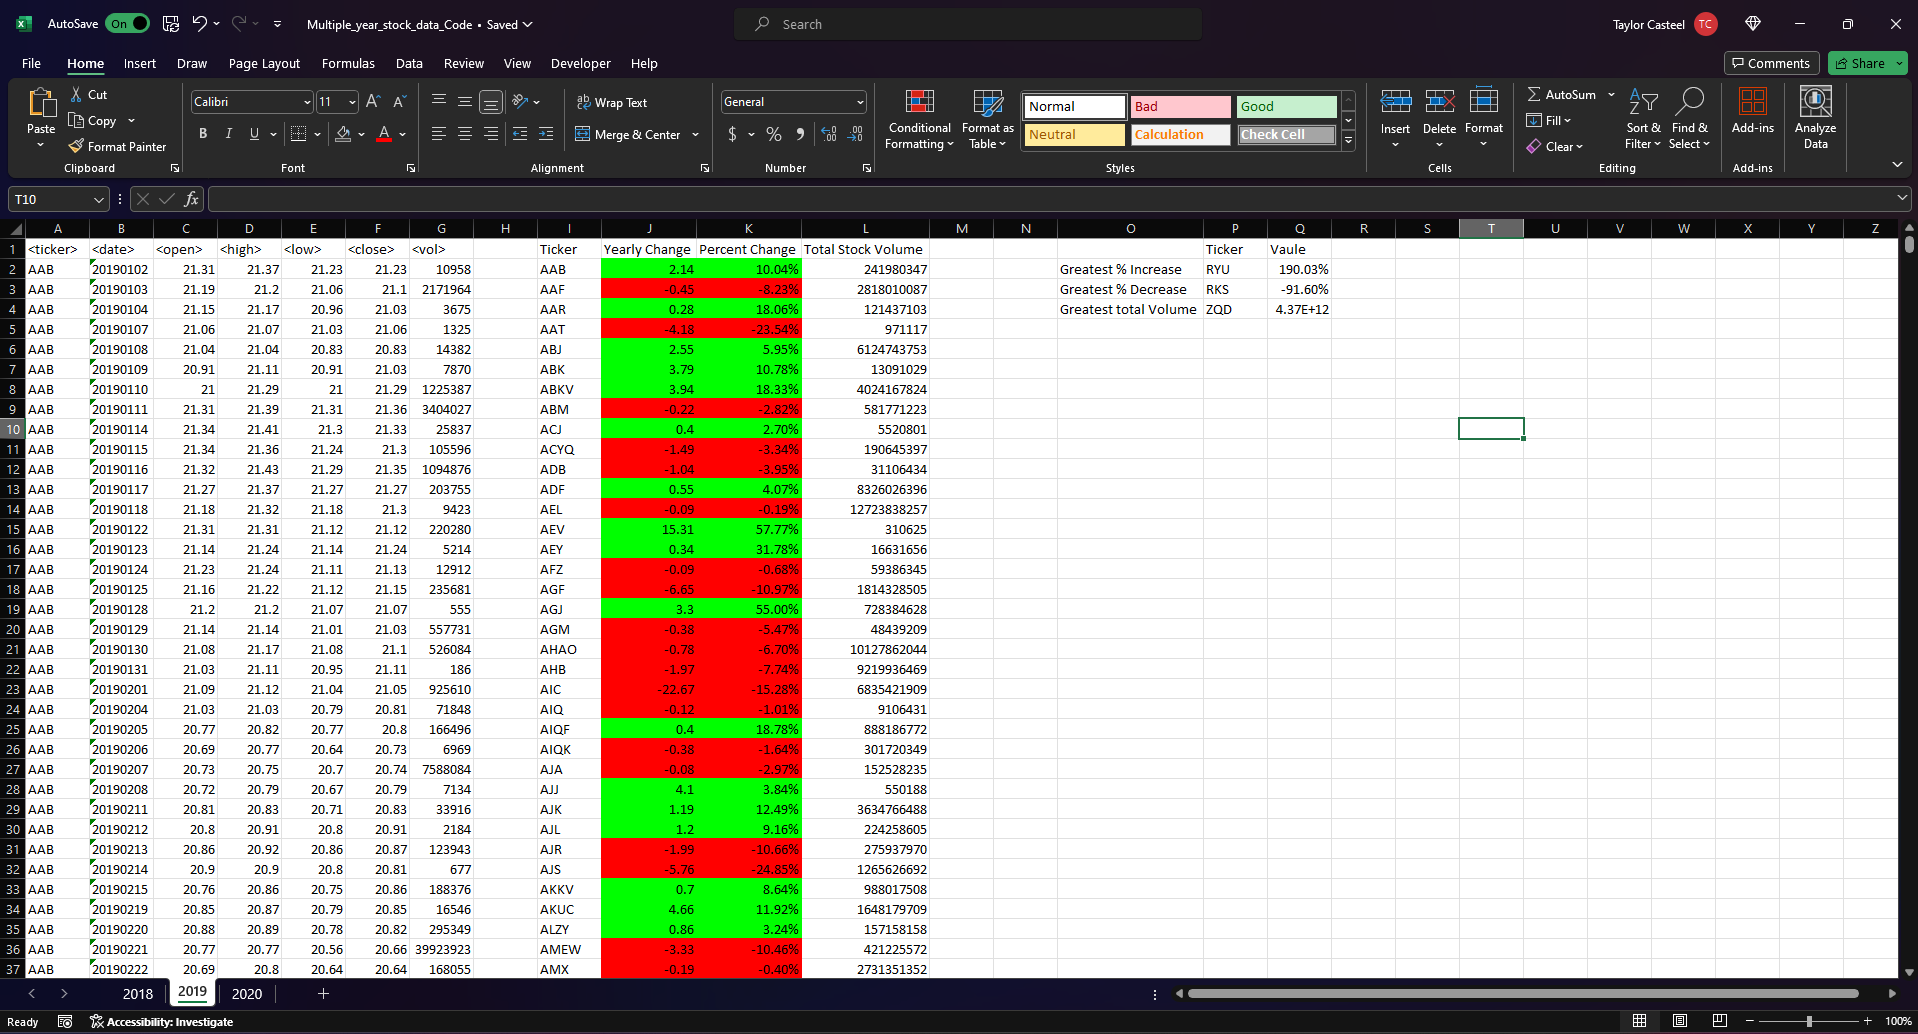 AutoSave On Multiple_year_stock_data_Code • Saved Search Taylor Casteel TC
File Home Insert Draw Page Layout Formulas Data Review View Developer Help Comments Share
Paste Cut Copy Format Painter Clipboard
Calibri 11 A A B I U A Font
ab Wrap Text Merge & Center Alignment
General $ % , Number
Conditional Formatting Format as Table Normal Bad Good
Neutral Calculation Check Cell Styles
Insert Delete Format Cells
AutoSum Fill Clear Sort & Filter Find & Select Editing
Add-ins Add-ins
Analyze Data
T10 fx
A B C D E F G H I J K L M N O P Q R S T U V W X Y Z
1 <ticker> <date> <open> <high> <low> <close> <vol> Ticker Yearly Change Percent Change Total Stock Volume Ticker Vaule
2 AAB 20190102 21.31 21.37 21.23 21.23 10958 AAB 2.14 10.04% 241980347 Greatest % Increase RYU 190.03%
3 AAB 20190103 21.19 21.2 21.06 21.1 2171964 AAF -0.45 -8.23% 2818010087 Greatest % Decrease RKS -91.60%
4 AAB 20190104 21.15 21.17 20.96 21.03 3675 AAR 0.28 18.06% 121437103 Greatest total Volume ZQD 4.37E+12
5 AAB 20190107 21.06 21.07 21.03 21.06 1325 AAT -4.18 -23.54% 971117
6 AAB 20190108 21.04 21.04 20.83 20.83 14382 ABJ 2.55 5.95% 6124743753
7 AAB 20190109 20.91 21.11 20.91 21.03 7870 ABK 3.79 10.78% 13091029
8 AAB 20190110 21 21.29 21 21.29 1225387 ABKV 3.94 18.33% 4024167824
9 AAB 20190111 21.31 21.39 21.31 21.36 3404027 ABM -0.22 -2.82% 581771223
10 AAB 20190114 21.34 21.41 21.3 21.33 25837 ACJ 0.4 2.70% 5520801
11 AAB 20190115 21.34 21.36 21.24 21.3 105596 ACYQ -1.49 -3.34% 190645397
12 AAB 20190116 21.32 21.43 21.29 21.35 1094876 ADB -1.04 -3.95% 31106434
13 AAB 20190117 21.27 21.37 21.27 21.27 203755 ADF 0.55 4.07% 8326026396
14 AAB 20190118 21.18 21.32 21.18 21.3 9423 AEL -0.09 -0.19% 12723838257
15 AAB 20190122 21.31 21.31 21.12 21.12 220280 AEV 15.31 57.77% 310625
16 AAB 20190123 21.14 21.24 21.14 21.24 5214 AEY 0.34 31.78% 16631656
17 AAB 20190124 21.23 21.24 21.11 21.13 12912 AFZ -0.09 -0.68% 59386345
18 AAB 20190125 21.16 21.22 21.12 21.15 235681 AGF -6.65 -10.97% 1814328505
19 AAB 20190128 21.2 21.2 21.07 21.07 555 AGJ 3.3 55.00% 728384628
20 AAB 20190129 21.14 21.14 21.01 21.03 557731 AGM -0.38 -5.47% 48439209
21 AAB 20190130 21.08 21.17 21.08 21.1 526084 AHAO -0.78 -6.70% 10127862044
22 AAB 20190131 21.03 21.11 20.95 21.11 186 AHB -1.97 -7.74% 9219936469
23 AAB 20190201 21.09 21.12 21.04 21.05 925610 AIC -22.67 -15.28% 6835421909
24 AAB 20190204 21.03 21.03 20.79 20.81 71848 AIQ -0.12 -1.01% 9106431
25 AAB 20190205 20.77 20.82 20.77 20.8 166496 AIQF 0.4 18.78% 888186772
26 AAB 20190206 20.69 20.77 20.64 20.73 6969 AIQK -0.38 -1.64% 301720349
27 AAB 20190207 20.73 20.75 20.7 20.74 7588084 AJA -0.08 -2.97% 152528235
28 AAB 20190208 20.72 20.79 20.67 20.79 7134 AJJ 4.1 3.84% 550188
29 AAB 20190211 20.81 20.83 20.71 20.83 33916 AJK 1.19 12.49% 3634766488
30 AAB 20190212 20.8 20.91 20.8 20.91 2184 AJL 1.2 9.16% 224258605
31 AAB 20190213 20.86 20.92 20.86 20.87 123943 AJR -1.99 -10.66% 275937970
32 AAB 20190214 20.9 20.9 20.8 20.81 677 AJS -5.76 -24.85% 1265626692
33 AAB 20190215 20.76 20.86 20.75 20.86 188376 AKKV 0.7 8.64% 988017508
34 AAB 20190219 20.85 20.87 20.79 20.85 16546 AKUC 4.66 11.92% 1648179709
35 AAB 20190220 20.88 20.89 20.78 20.82 295349 ALZY 0.86 3.24% 157158158
36 AAB 20190221 20.77 20.77 20.56 20.66 39923923 AMEW -3.33 -10.46% 421225572
37 AAB 20190222 20.69 20.8 20.64 20.64 168055 AMX -0.19 -0.40% 2731351352
2018 2019 2020 +
Ready Accessibility: Investigate 100%